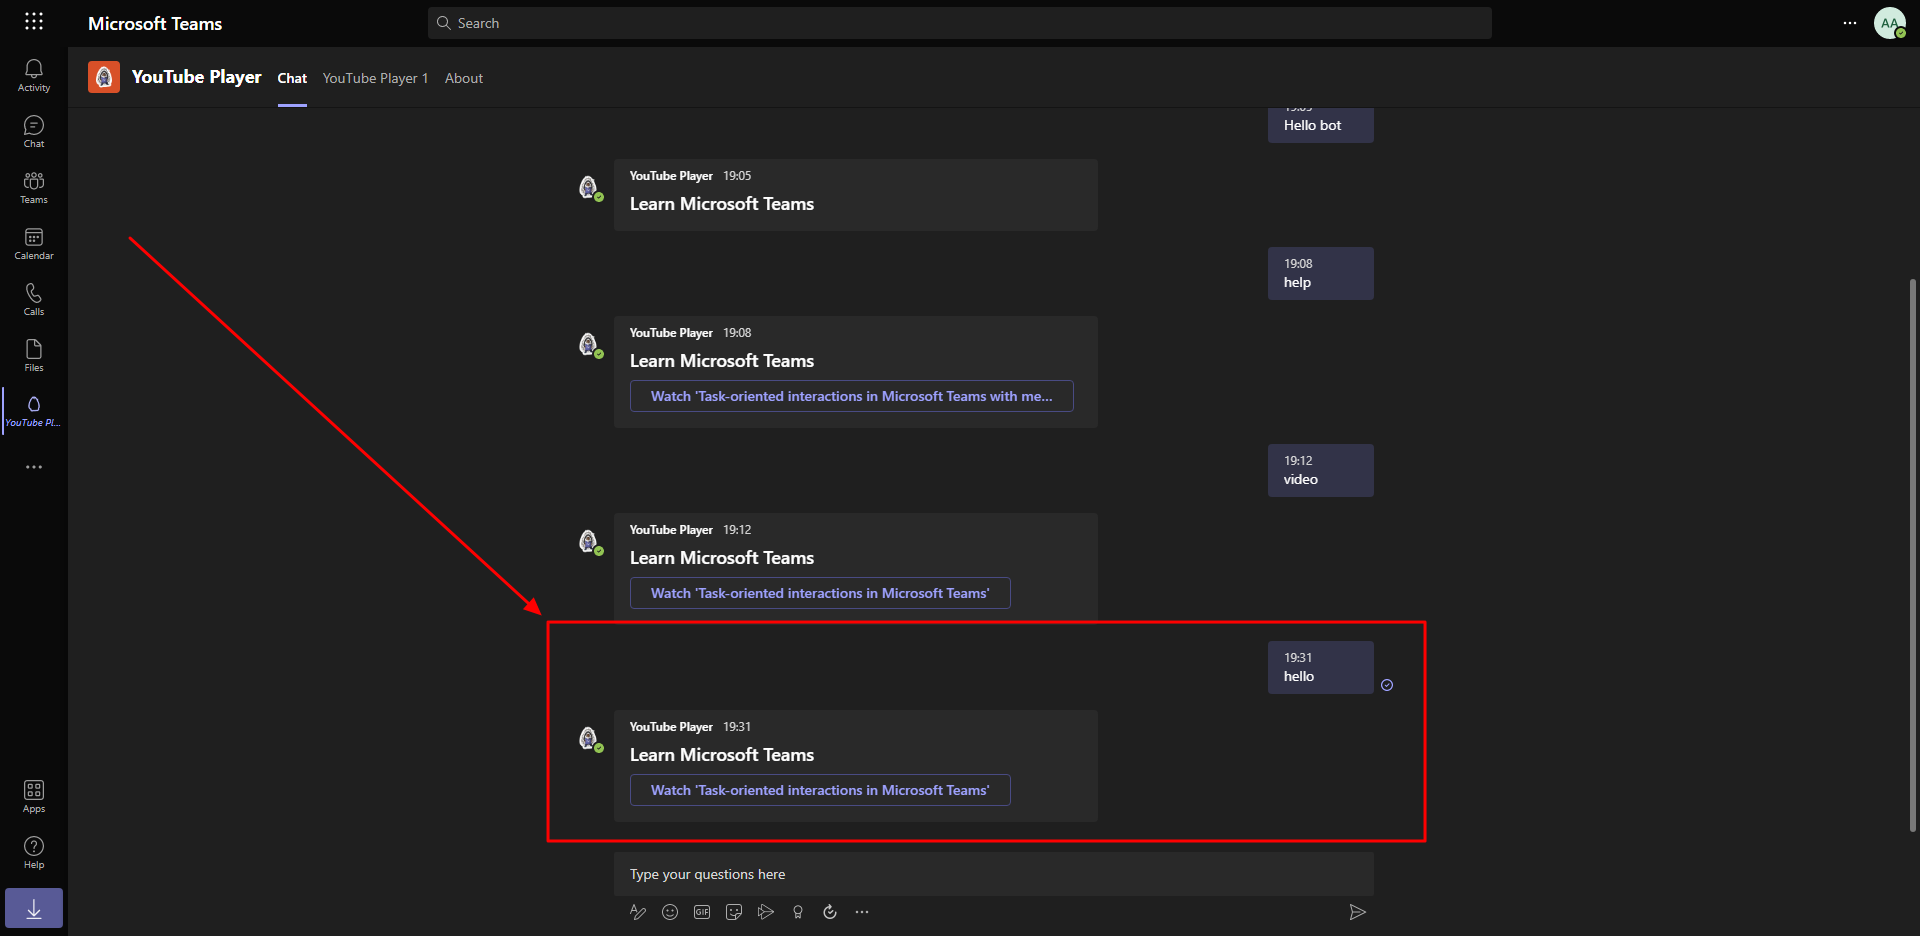 Microsoft Teams
Search
AA
Activity
Chat
Teams
Calendar
Calls
Files
YouTube Pl...
Apps
Help
YouTube Player
Chat
YouTube Player 1
About
19:05
Hello bot
YouTube Player 19:05
Learn Microsoft Teams
19:08
help
YouTube Player 19:08
Learn Microsoft Teams
Watch 'Task-oriented interactions in Microsoft Teams with me...
19:12
video
YouTube Player 19:12
Learn Microsoft Teams
Watch 'Task-oriented interactions in Microsoft Teams'
19:31
hello
YouTube Player 19:31
Learn Microsoft Teams
Watch 'Task-oriented interactions in Microsoft Teams'
Type your questions here
GIF